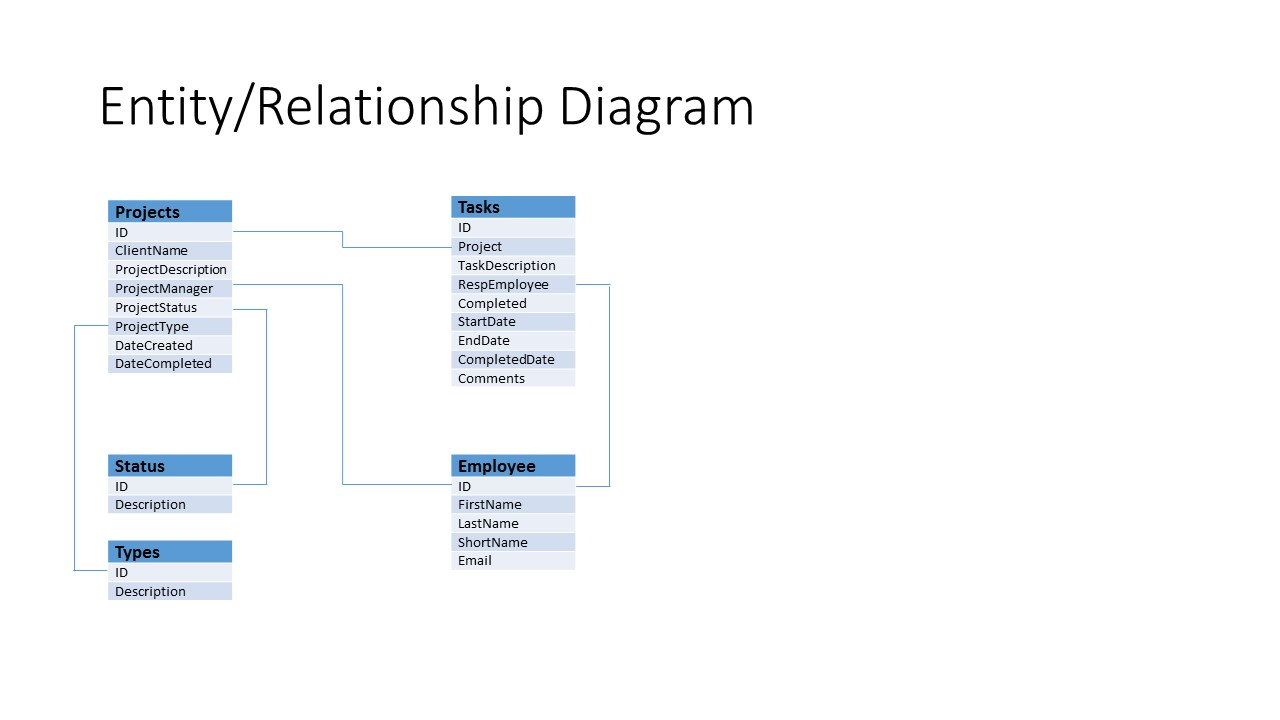 Entity/Relationship Diagram
Projects
ID
ClientName
ProjectDescription
ProjectManager
ProjectStatus
ProjectType
DateCreated
DateCompleted
Tasks
ID
Project
TaskDescription
RespEmployee
Completed
StartDate
EndDate
CompletedDate
Comments
Status
ID
Description
Types
ID
Description
Employee
ID
FirstName
LastName
ShortName
Email